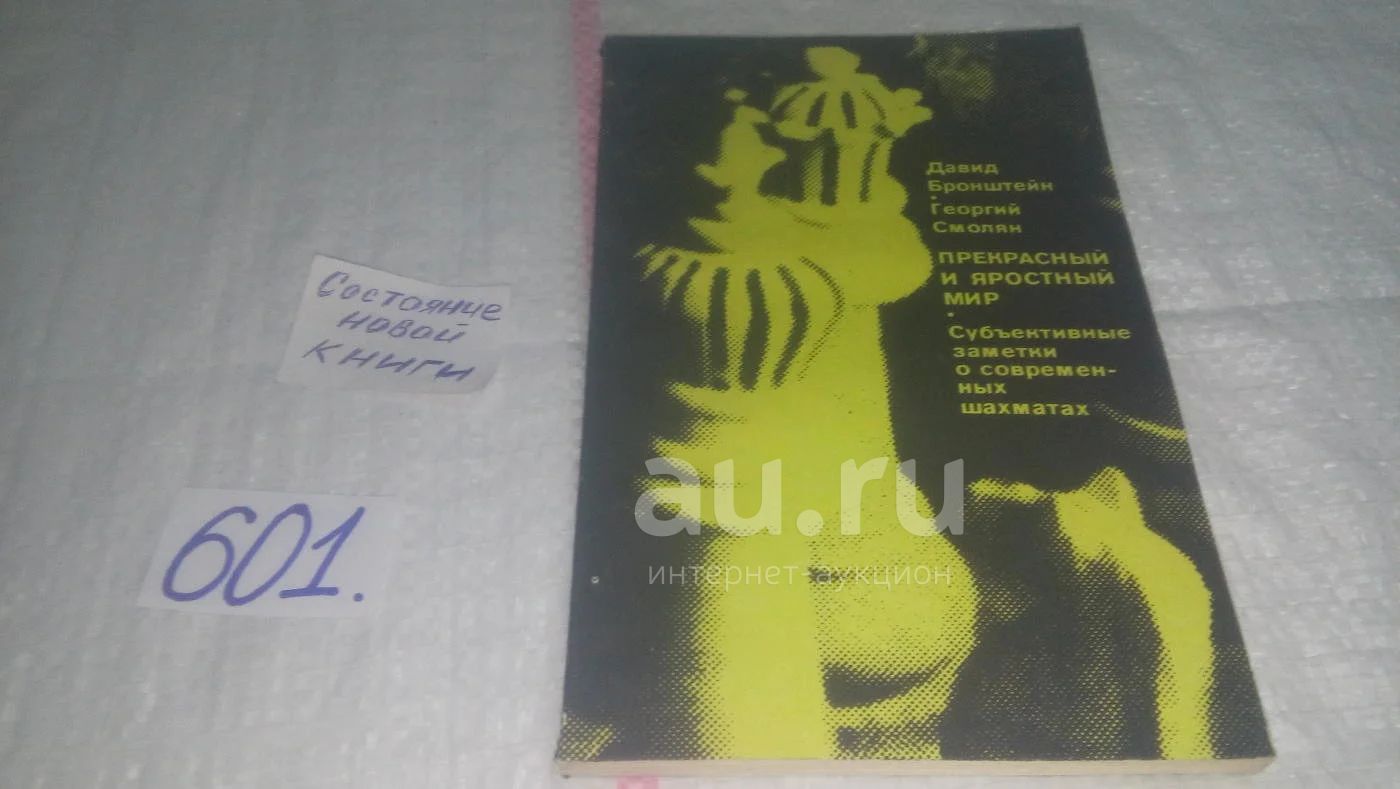 Давид
Бронштейн
Георгий
Смолян
ПРЕКРАСНЫЙ
И ЯРОСТНЫЙ
МИР
Субъективные
заметки
о современ-
ных
шахматах
Состояние
новой
книги
601.
au.ru
интернет-аукцион